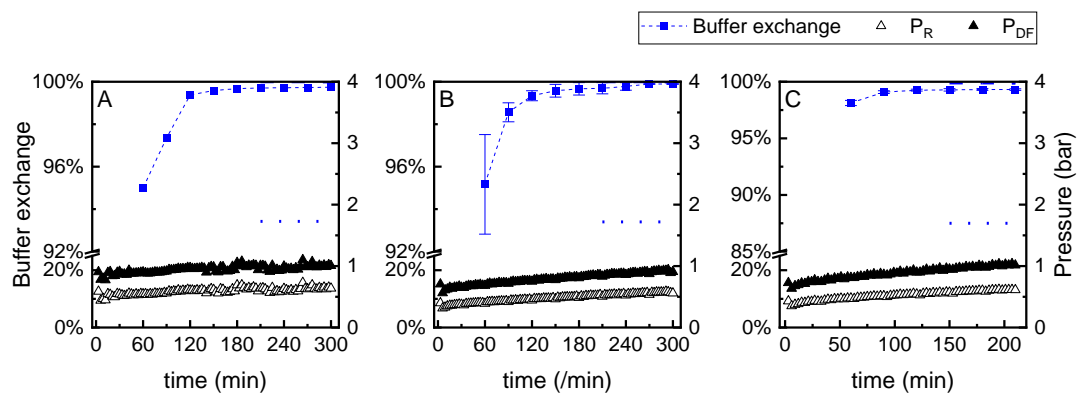 Buffer exchange P_R P_DF
A
100%
96%
92%
20%
0%
4
3
2
1
0
0 60 120 180 240 300
time (min)
Buffer exchange
B
100%
96%
92%
20%
0%
4
3
2
1
0
0 60 120 180 240 300
time (/min)
C
100%
95%
90%
85%
20%
0%
4
3
2
1
0
0 50 100 150 200
time (min)
Pressure (bar)